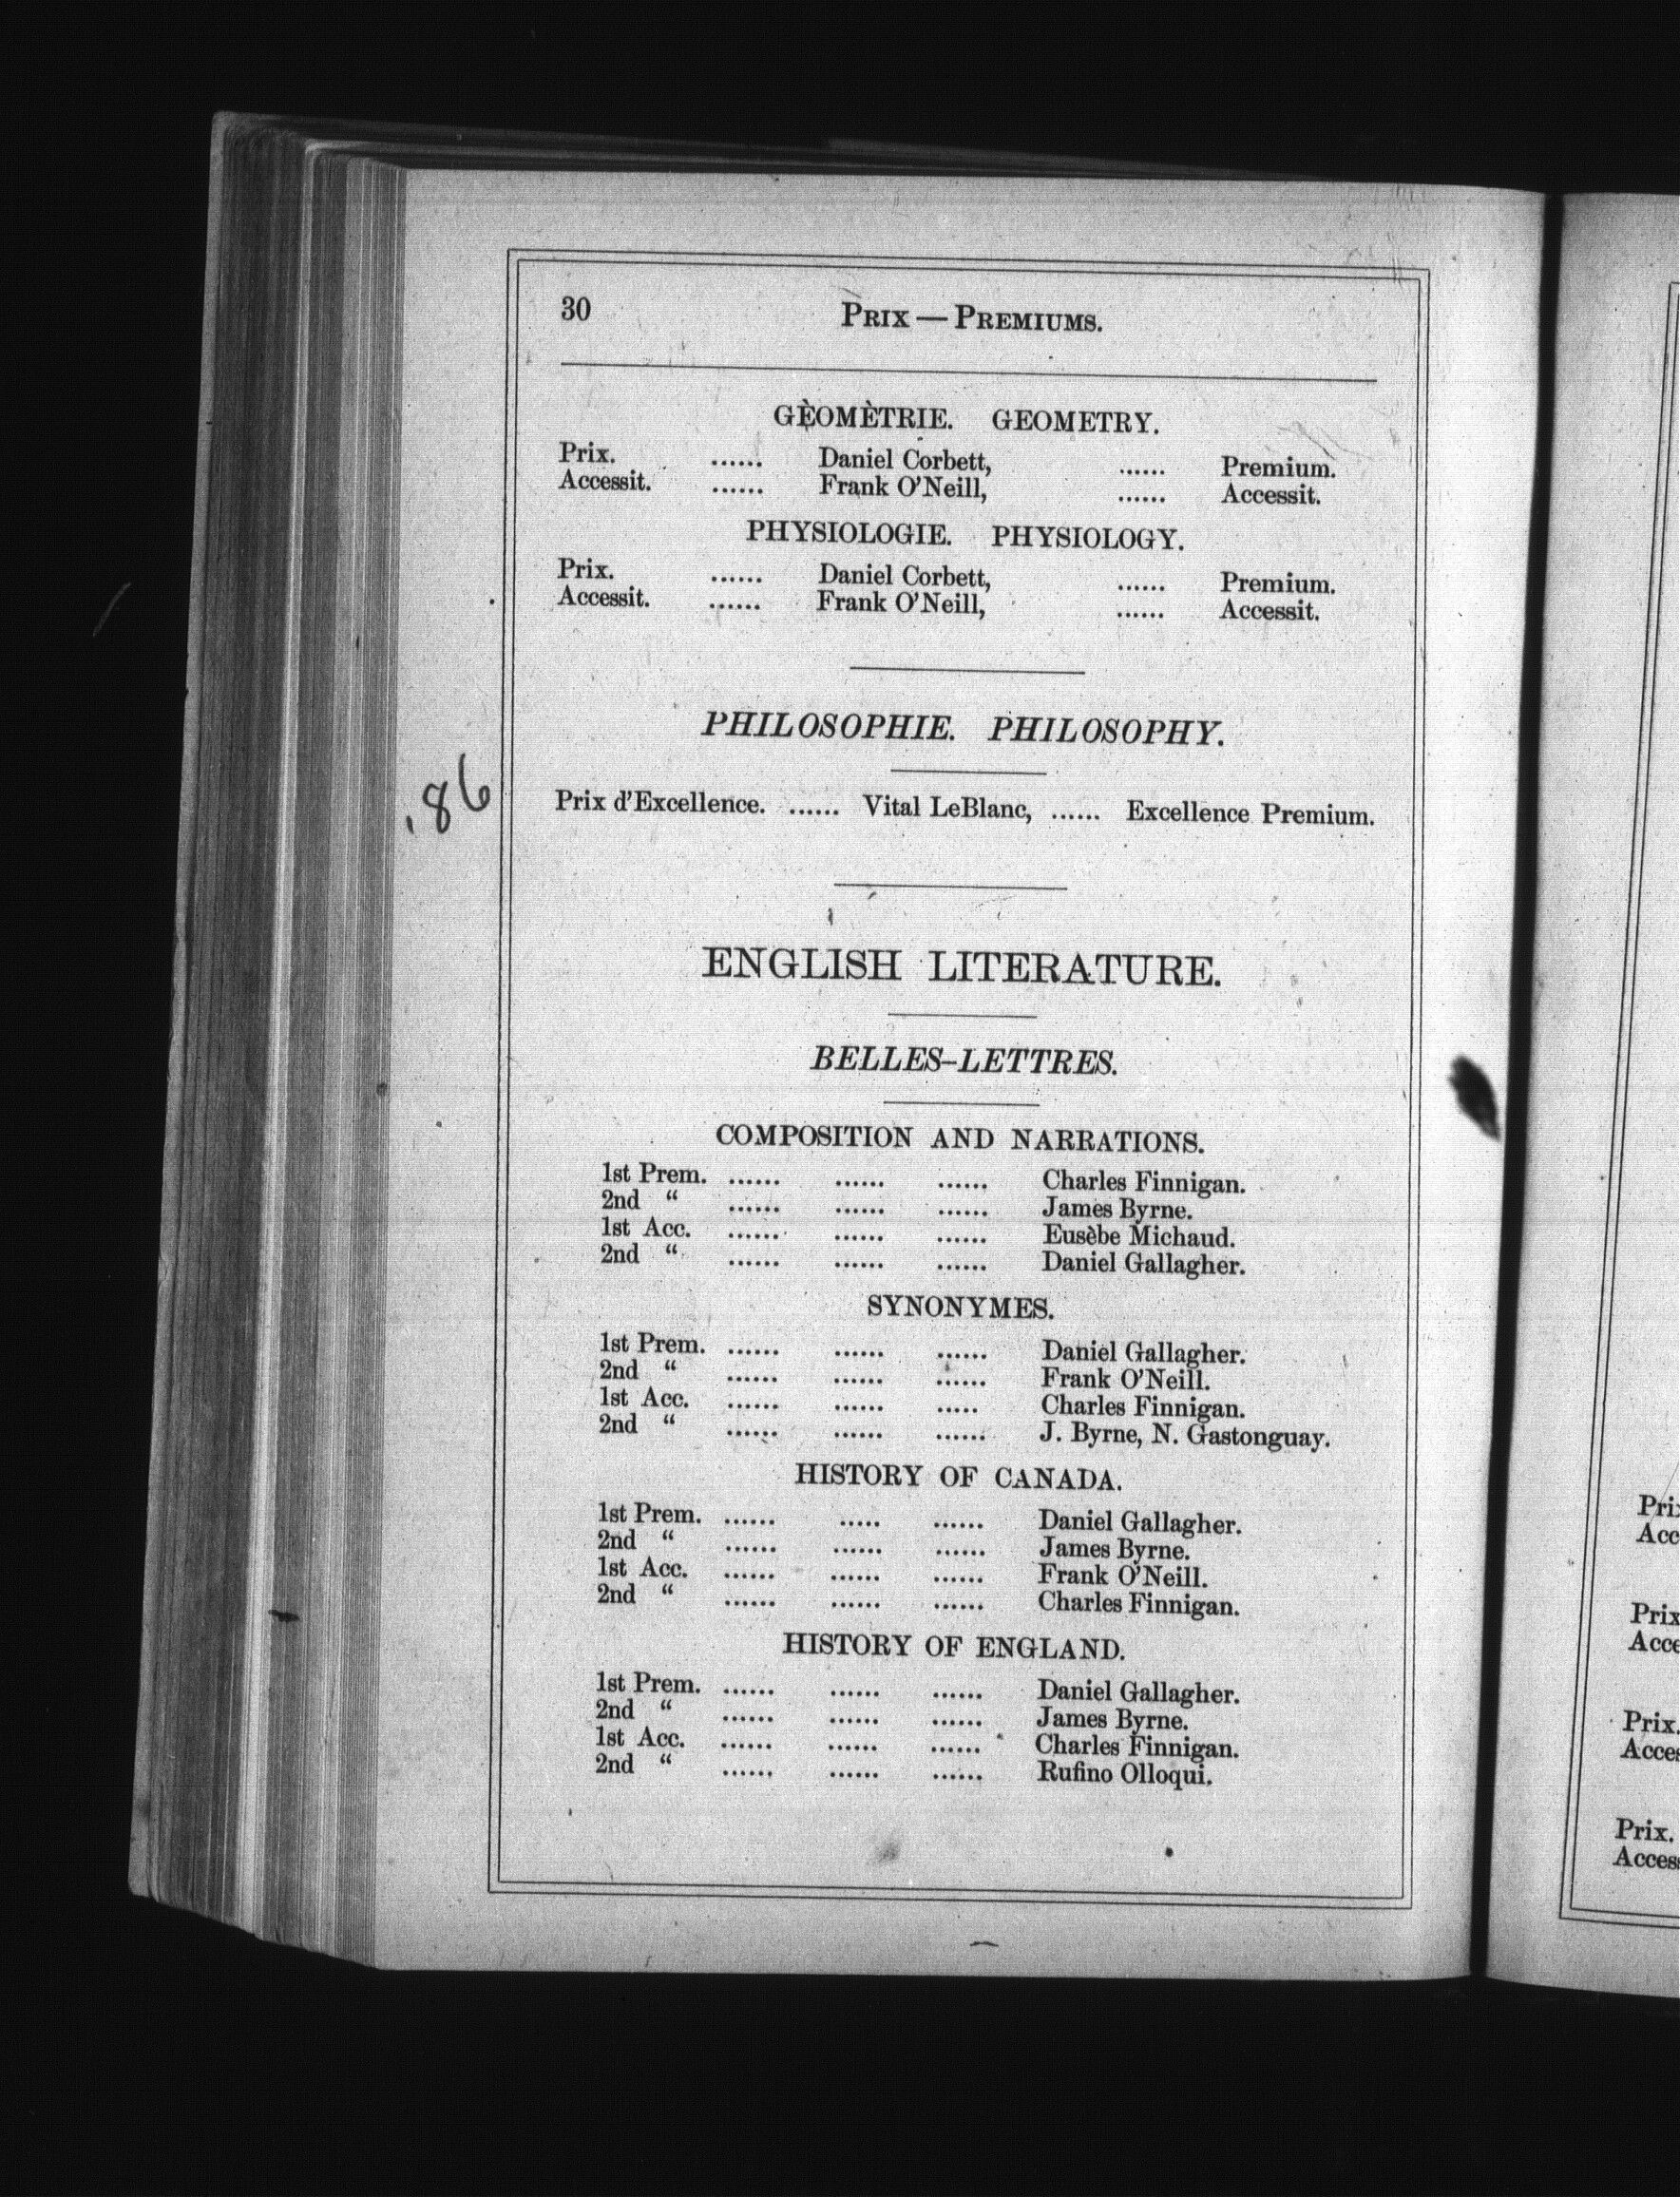 30 PRIX — PREMIUMS.
GÈOMÈTRIE. GEOMETRY.
Prix. ...... Daniel Corbett, ...... Premium.
Accessit. ...... Frank O'Neill, ...... Accessit.
PHYSIOLOGIE. PHYSIOLOGY.
Prix. ...... Daniel Corbett, ...... Premium.
Accessit. ...... Frank O'Neill, ...... Accessit.
PHILOSOPHIE. PHILOSOPHY.
'86
Prix d'Excellence. ...... Vital LeBlanc, ...... Excellence Premium.
ENGLISH LITERATURE.
BELLES-LETTRES.
COMPOSITION AND NARRATIONS.
1st Prem. ...... ...... ...... Charles Finnigan.
2nd “ ...... ...... ...... James Byrne.
1st Acc. ...... ...... ...... Eusèbe Michaud.
2nd “ ...... ...... ...... Daniel Gallagher.
SYNONYMES.
1st Prem. ...... ...... ...... Daniel Gallagher.
2nd “ ...... ...... ...... Frank O'Neill.
1st Acc. ...... ...... ..... Charles Finnigan.
2nd “ ...... ...... ...... J. Byrne, N. Gastonguay.
HISTORY OF CANADA.
1st Prem. ...... ..... ...... Daniel Gallagher.
2nd “ ...... ...... ...... James Byrne.
1st Acc. ...... ...... ...... Frank O'Neill.
2nd “ ...... ...... ...... Charles Finnigan.
HISTORY OF ENGLAND.
1st Prem. ...... ...... ...... Daniel Gallagher.
2nd “ ...... ...... ...... James Byrne.
1st Acc. ...... ...... ...... Charles Finnigan.
2nd “ ...... ...... ...... Rufino Olloqui.
Prix
Prix.
Prix.